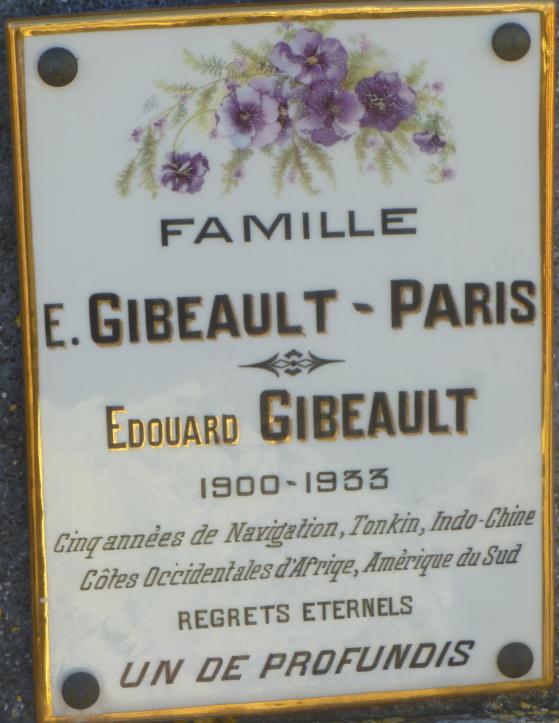 FAMILLE
E. GIBEAULT - PARIS
EDOUARD GIBEAULT
1900-1933
Cinq années de Navigation, Tonkin, Indo-Chine
Côtes Occidentales d'Afriqe, Amérique du Sud
REGRETS ETERNELS
UN DE PROFUNDIS